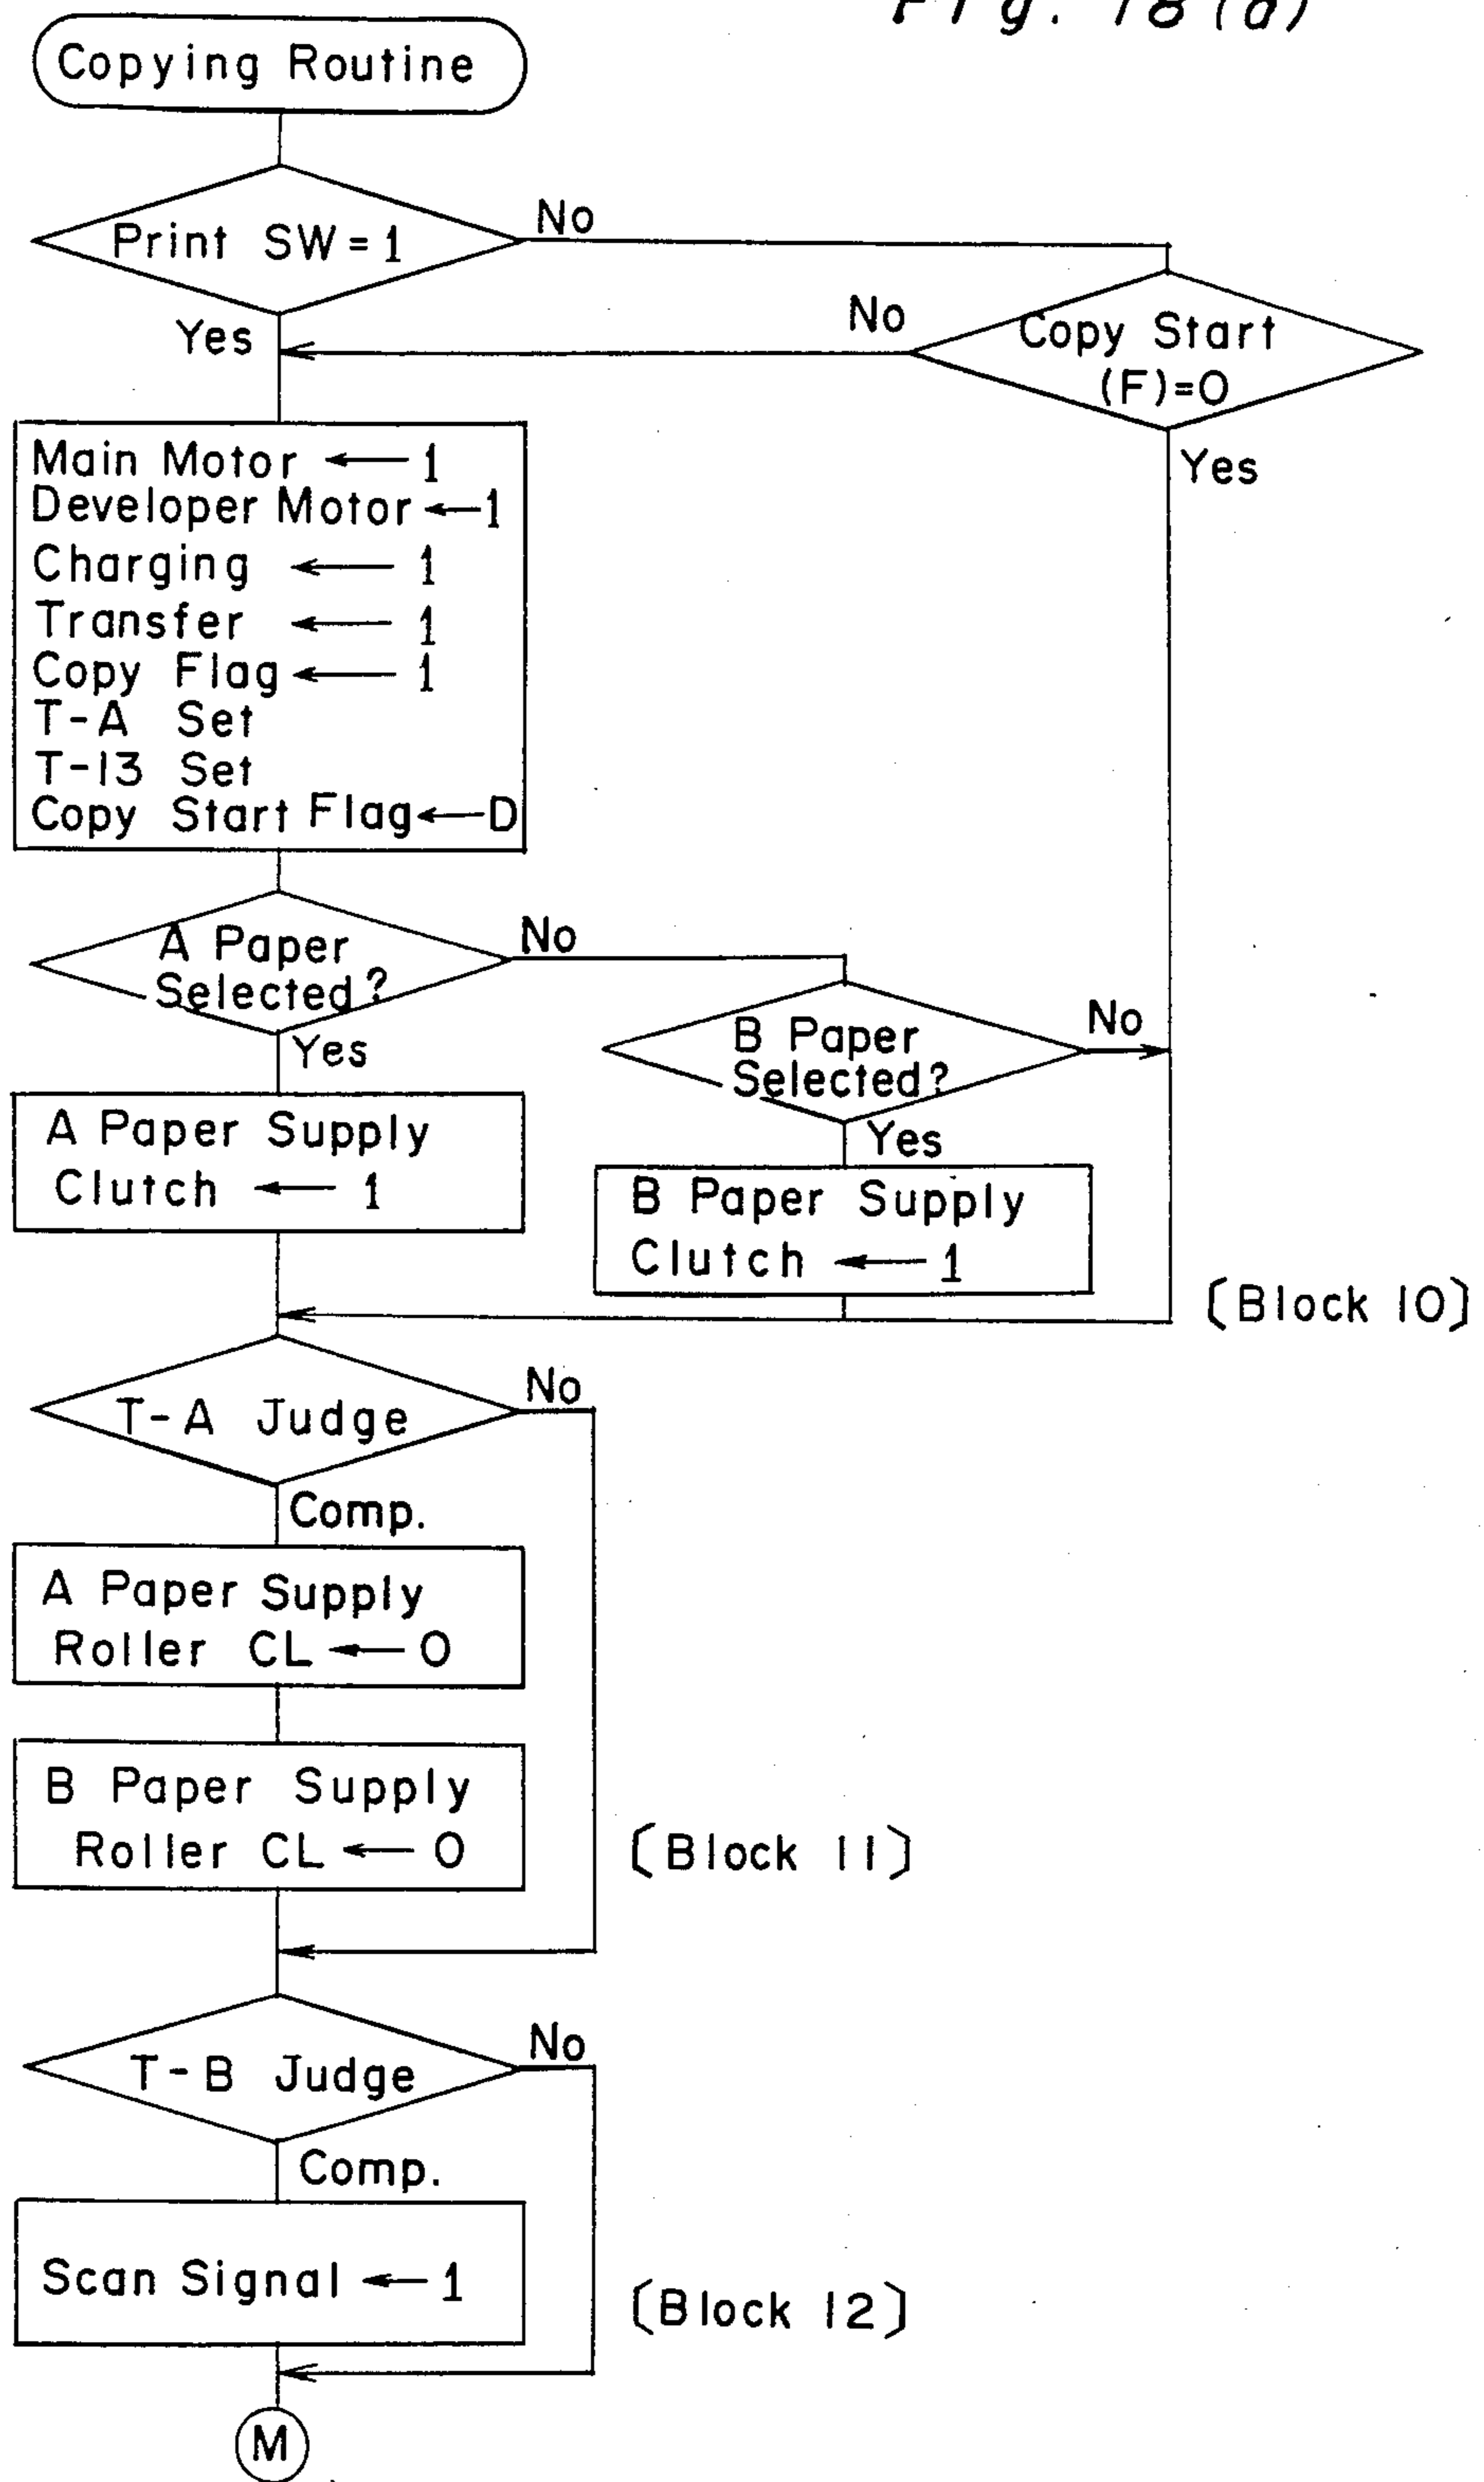 Fig. 18 (a)
Copying Routine
Print SW = 1
No
Yes
No
Copy Start
(F)=0
Yes
Main Motor ← 1
Developer Motor ← 1
Charging ← 1
Transfer ← 1
Copy Flag ← 1
T-A Set
T-13 Set
Copy Start Flag ← D
A Paper
Selected?
No
Yes
B Paper
Selected?
No
Yes
A Paper Supply
Clutch ← 1
B Paper Supply
Clutch ← 1
[Block 10]
T-A Judge
No
Comp.
A Paper Supply
Roller CL ← 0
B Paper Supply
Roller CL ← 0
[Block 11]
T-B Judge
No
Comp.
Scan Signal ← 1
[Block 12]
M